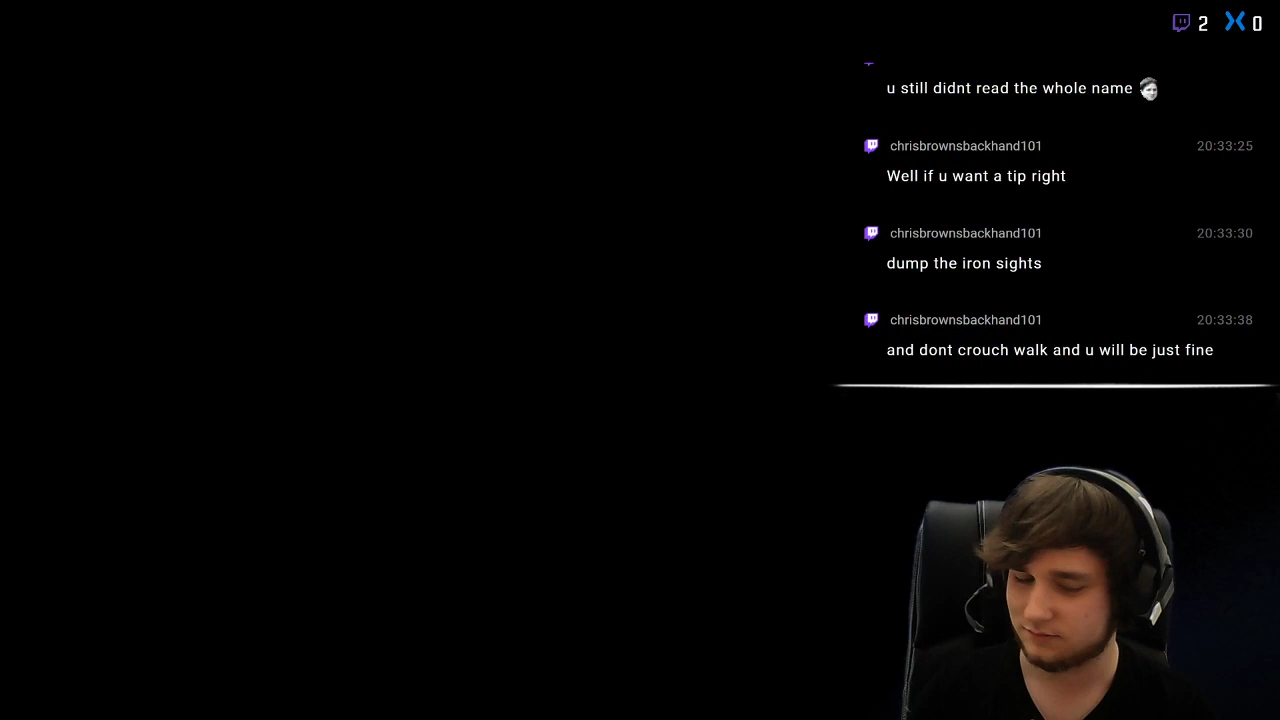 2 0
u still didnt read the whole name
chrisbrownsbackhand101 20:33:25
Well if u want a tip right
chrisbrownsbackhand101 20:33:30
dump the iron sights
chrisbrownsbackhand101 20:33:38
and dont crouch walk and u will be just fine